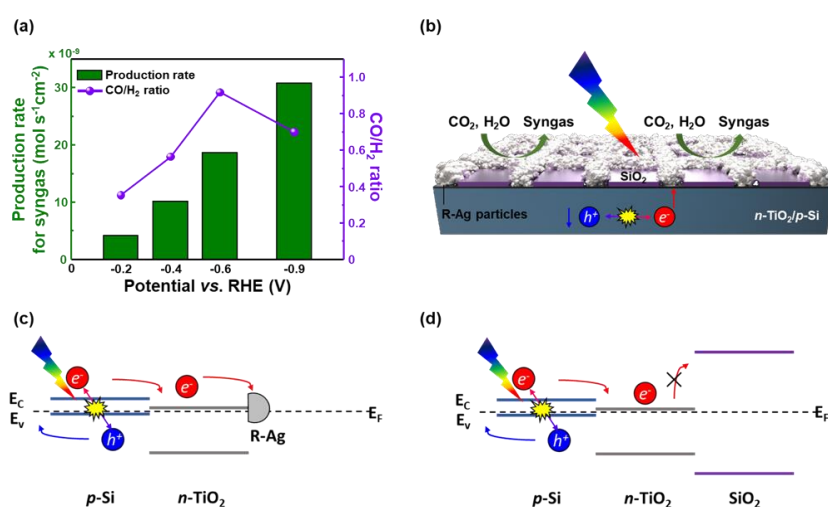 (a)
x 10⁻⁹
Production rate
CO/H₂ ratio
Production rate
for syngas (mol s⁻¹cm⁻²)
30
20
10
0
0
-0.2
-0.4
-0.6
-0.9
Potential vs. RHE (V)
1.0
0.8
0.6
0.4
0.2
0
CO/H₂ ratio
(b)
CO₂, H₂O Syngas CO₂, H₂O Syngas
SiO₂
R-Ag particles
h⁺
e⁻
n-TiO₂/p-Si
(c)
e⁻
e⁻
E_C
E_v
E_F
h⁺
R-Ag
p-Si n-TiO₂
(d)
e⁻
e⁻
E_C
E_v
E_F
h⁺
p-Si n-TiO₂ SiO₂